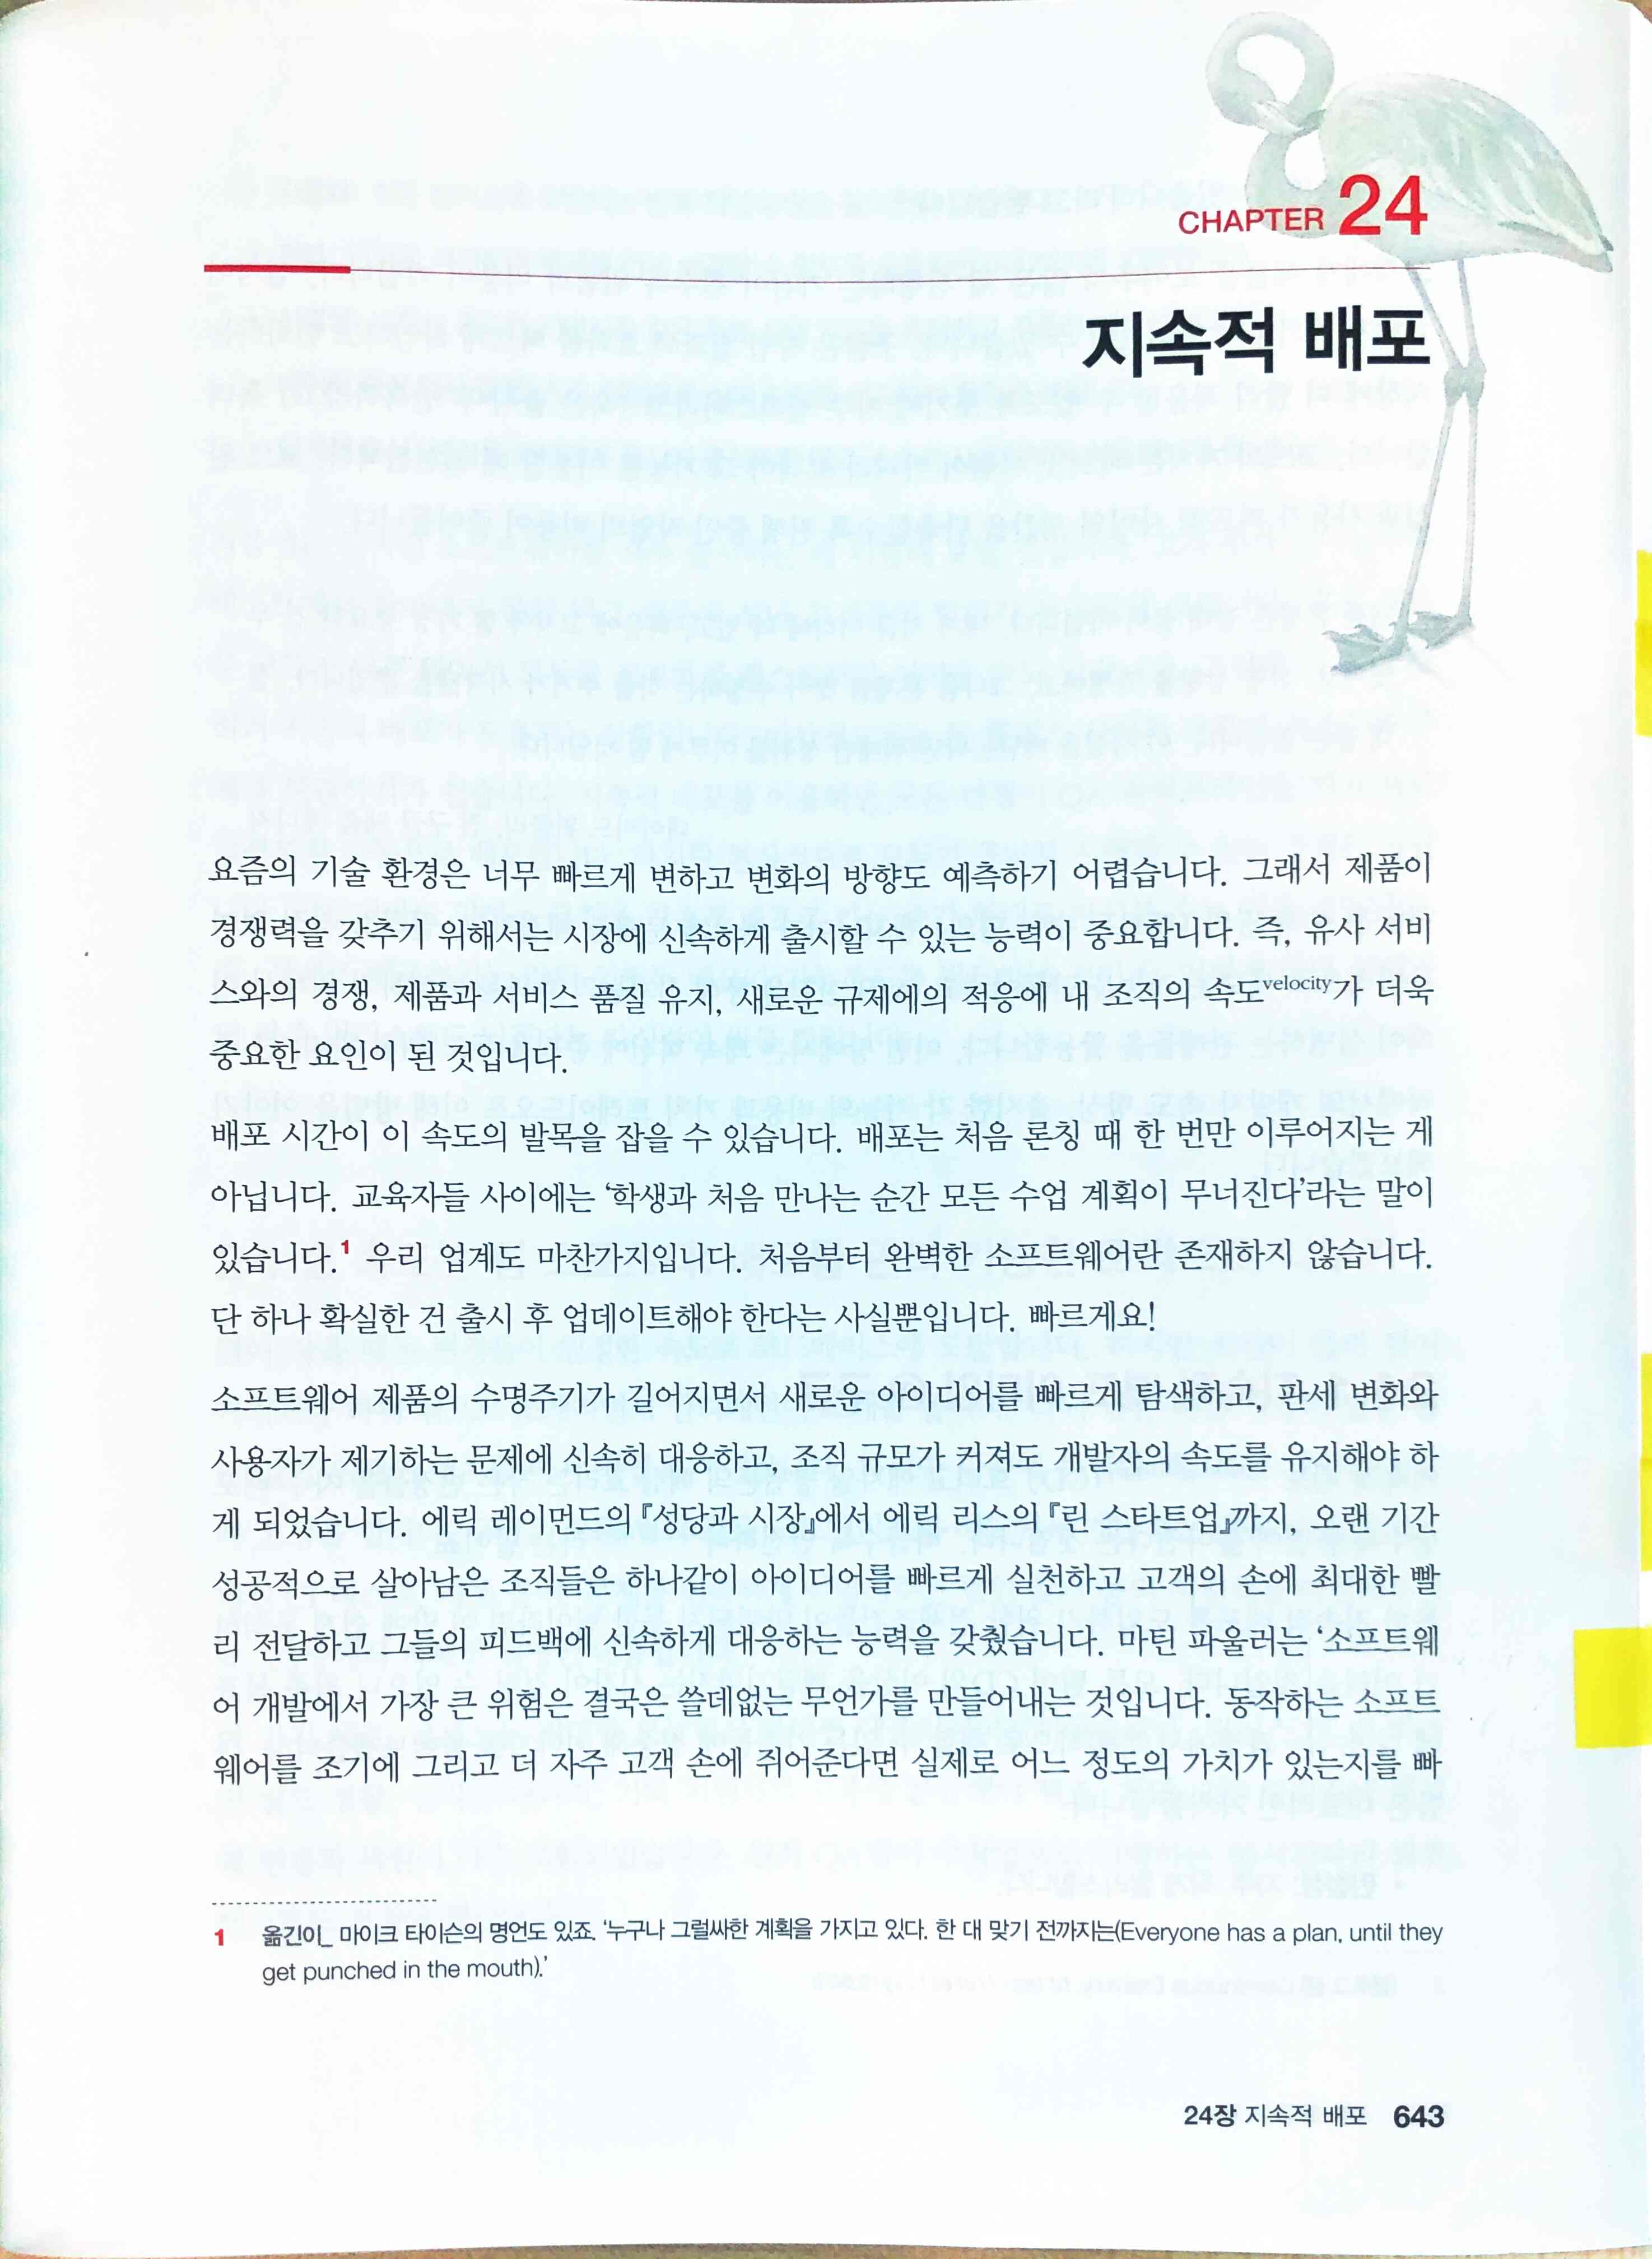 CHAPTER 24
지속적 배포
요즘의 기술 환경은 너무 빠르게 변하고 변화의 방향도 예측하기 어렵습니다. 그래서 제품이
경쟁력을 갖추기 위해서는 시장에 신속하게 출시할 수 있는 능력이 중요합니다. 즉, 유사 서비
스와의 경쟁, 제품과 서비스 품질 유지, 새로운 규제에의 적응에 내 조직의 속도velocity가 더욱
중요한 요인이 된 것입니다.
배포 시간이 이 속도의 발목을 잡을 수 있습니다. 배포는 처음 론칭 때 한 번만 이루어지는 게
아닙니다. 교육자들 사이에는 ‘학생과 처음 만나는 순간 모든 수업 계획이 무너진다’라는 말이
있습니다.1 우리 업계도 마찬가지입니다. 처음부터 완벽한 소프트웨어란 존재하지 않습니다.
단 하나 확실한 건 출시 후 업데이트해야 한다는 사실뿐입니다. 빠르게요!
소프트웨어 제품의 수명주기가 길어지면서 새로운 아이디어를 빠르게 탐색하고, 판세 변화와
사용자가 제기하는 문제에 신속히 대응하고, 조직 규모가 커져도 개발자의 속도를 유지해야 하
게 되었습니다. 에릭 레이먼드의 『성당과 시장』에서 에릭 리스의 『린 스타트업』까지, 오랜 기간
성공적으로 살아남은 조직들은 하나같이 아이디어를 빠르게 실천하고 고객의 손에 최대한 빨
리 전달하고 그들의 피드백에 신속하게 대응하는 능력을 갖췄습니다. 마틴 파울러는 ‘소프트웨
어 개발에서 가장 큰 위험은 결국은 쓸데없는 무언가를 만들어내는 것입니다. 동작하는 소프트
웨어를 조기에 그리고 더 자주 고객 손에 쥐어준다면 실제로 어느 정도의 가치가 있는지를 빠
1 옮긴이_ 마이크 타이슨의 명언도 있죠. ‘누구나 그럴싸한 계획을 가지고 있다. 한 대 맞기 전까지는(Everyone has a plan, until they
get punched in the mouth).’
24장 지속적 배포 643